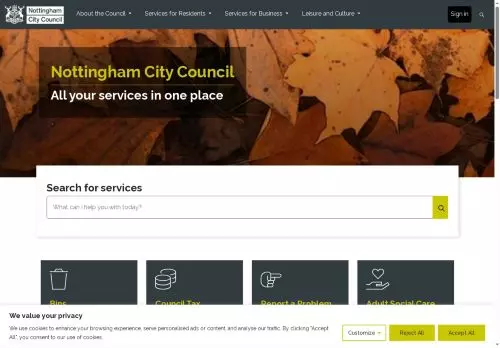 Nottingham
City Council
About the Council
Services for Residents
Services for Business
Leisure and Culture
Sign in
Nottingham City Council
All your services in one place
Search for services
What can I help you with today?
Bins
Council Tax
Report a Problem
Adult Social Care
We value your privacy
We use cookies to enhance your browsing experience, serve personalised ads or content and analyse our traffic. By clicking "Accept
All", you consent to our use of cookies.
Customize
Reject All
Accept All